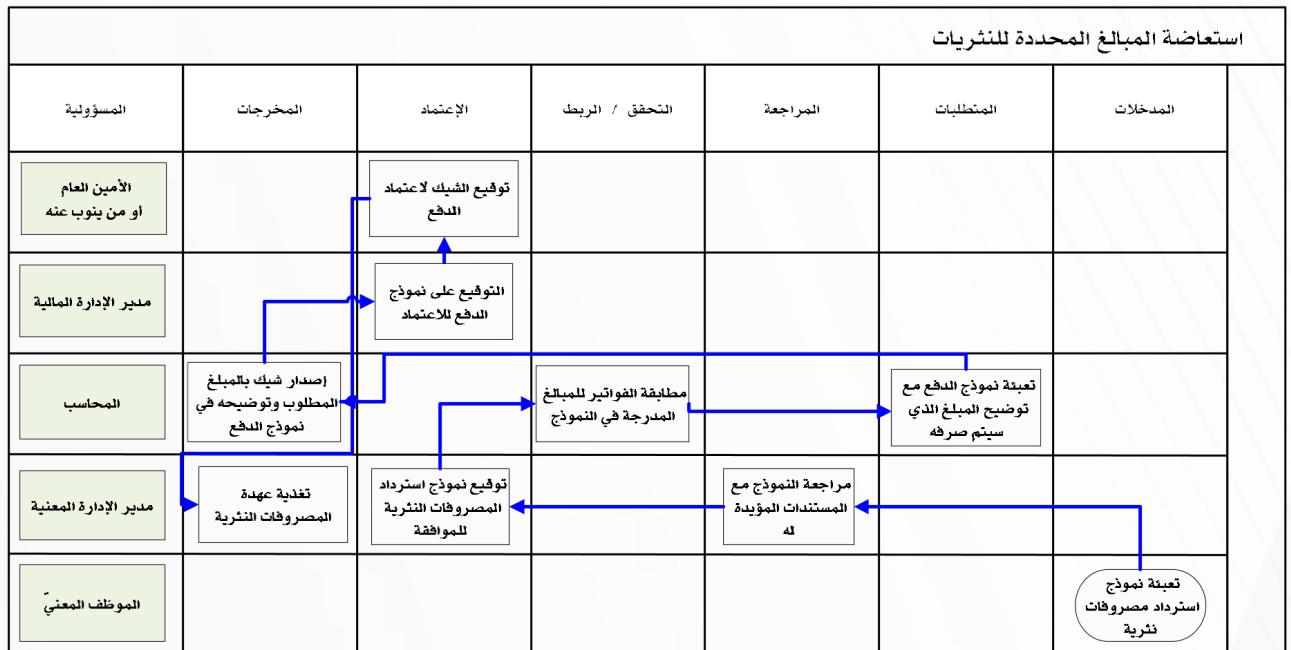 استعاضة المبالغ المحددة للنثريات
المدخلات
المتطلبات
المراجعة
التحقق / الربط
الإعتماد
المخرجات
المسؤولية
توقيع الشيك لاعتماد
الدفع
الأمين العام
أو من ينوب عنه
التوقيع على نموذج
الدفع للاعتماد
مدير الإدارة المالية
تعبئة نموذج الدفع مع
توضيح المبلغ الذي
سيتم صرفه
مطابقة الفواتير للمبالغ
المدرجة في النموذج
إصدار شيك بالمبلغ
المطلوب وتوضيحه في
نموذج الدفع
المحاسب
مراجعة النموذج مع
المستندات المؤيدة
له
توقيع نموذج استرداد
المصروفات النثرية
للموافقة
تغذية عهدة
المصروفات النثرية
مدير الإدارة المعنية
تعبئة نموذج
استرداد مصروفات
نثرية
الموظف المعنيّ